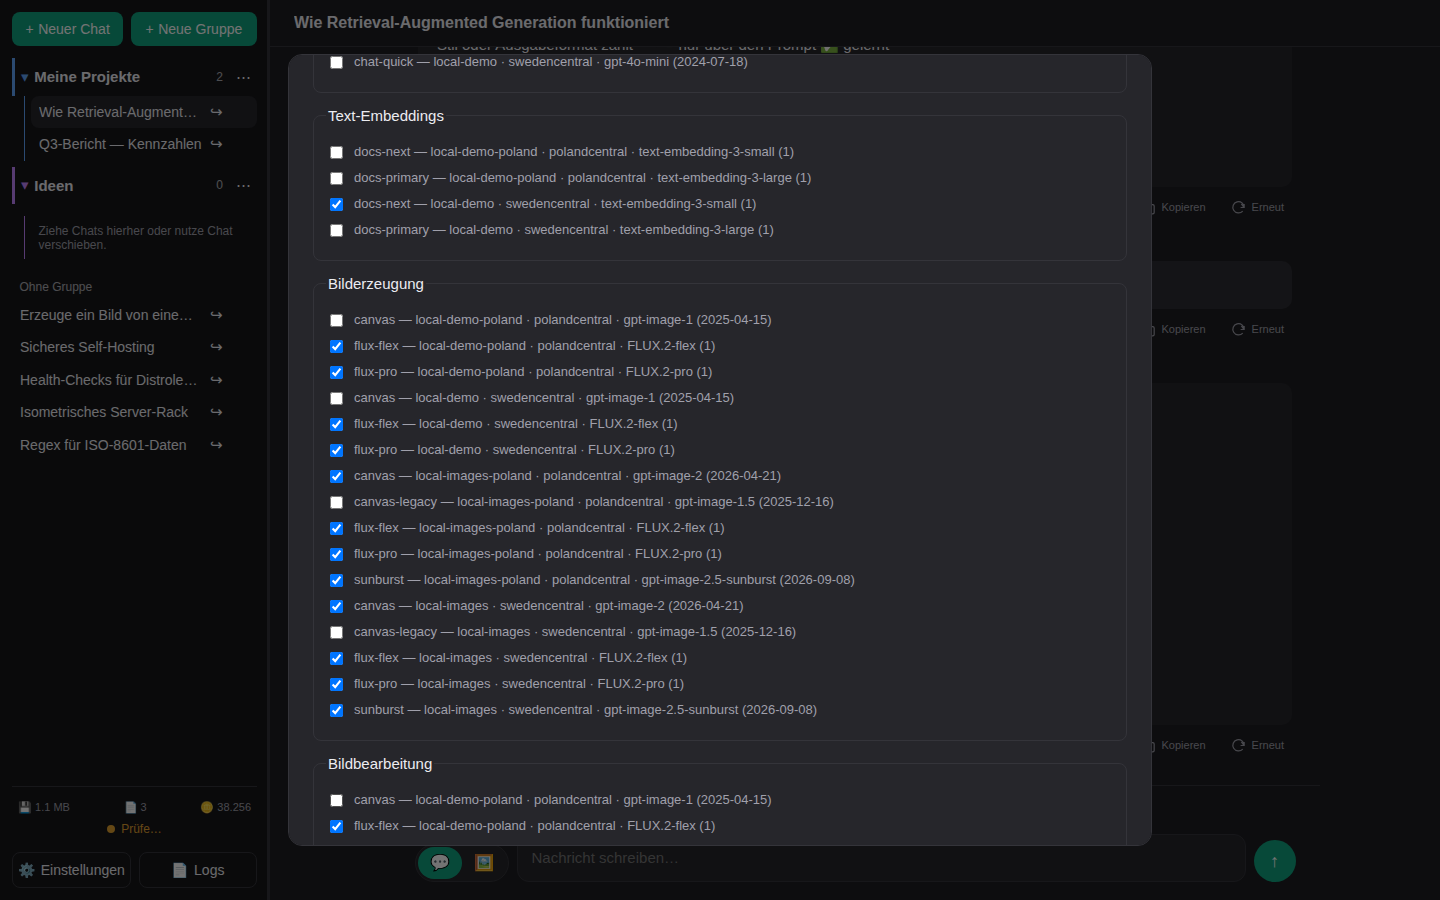 + Neuer Chat
+ Neue Gruppe
▾ Meine Projekte 2 ⋯
Wie Retrieval-Augment… ↪
Q3-Bericht — Kennzahlen ↪
▾ Ideen 0 ⋯
Ziehe Chats hierher oder nutze Chat
verschieben.
Ohne Gruppe
Erzeuge ein Bild von eine… ↪
Sicheres Self-Hosting ↪
Health-Checks für Distrole… ↪
Isometrisches Server-Rack ↪
Regex für ISO-8601-Daten ↪
1.1 MB 3 38.256
Prüfe…
Einstellungen
Logs
Wie Retrieval-Augmented Generation funktioniert
Stil oder Ausgabeformat zählt nur über den Prompt ✅ gelernt
chat-quick — local-demo · swedencentral · gpt-4o-mini (2024-07-18)
Text-Embeddings
docs-next — local-demo-poland · polandcentral · text-embedding-3-small (1)
docs-primary — local-demo-poland · polandcentral · text-embedding-3-large (1)
docs-next — local-demo · swedencentral · text-embedding-3-small (1)
docs-primary — local-demo · swedencentral · text-embedding-3-large (1)
Bilderzeugung
canvas — local-demo-poland · polandcentral · gpt-image-1 (2025-04-15)
flux-flex — local-demo-poland · polandcentral · FLUX.2-flex (1)
flux-pro — local-demo-poland · polandcentral · FLUX.2-pro (1)
canvas — local-demo · swedencentral · gpt-image-1 (2025-04-15)
flux-flex — local-demo · swedencentral · FLUX.2-flex (1)
flux-pro — local-demo · swedencentral · FLUX.2-pro (1)
canvas — local-images-poland · polandcentral · gpt-image-2 (2026-04-21)
canvas-legacy — local-images-poland · polandcentral · gpt-image-1.5 (2025-12-16)
flux-flex — local-images-poland · polandcentral · FLUX.2-flex (1)
flux-pro — local-images-poland · polandcentral · FLUX.2-pro (1)
sunburst — local-images-poland · polandcentral · gpt-image-2.5-sunburst (2026-09-08)
canvas — local-images · swedencentral · gpt-image-2 (2026-04-21)
canvas-legacy — local-images · swedencentral · gpt-image-1.5 (2025-12-16)
flux-flex — local-images · swedencentral · FLUX.2-flex (1)
flux-pro — local-images · swedencentral · FLUX.2-pro (1)
sunburst — local-images · swedencentral · gpt-image-2.5-sunburst (2026-09-08)
Bildbearbeitung
canvas — local-demo-poland · polandcentral · gpt-image-1 (2025-04-15)
flux-flex — local-demo-poland · polandcentral · FLUX.2-flex (1)
Kopieren Erneut
Kopieren Erneut
Kopieren Erneut
Nachricht schreiben…
↑